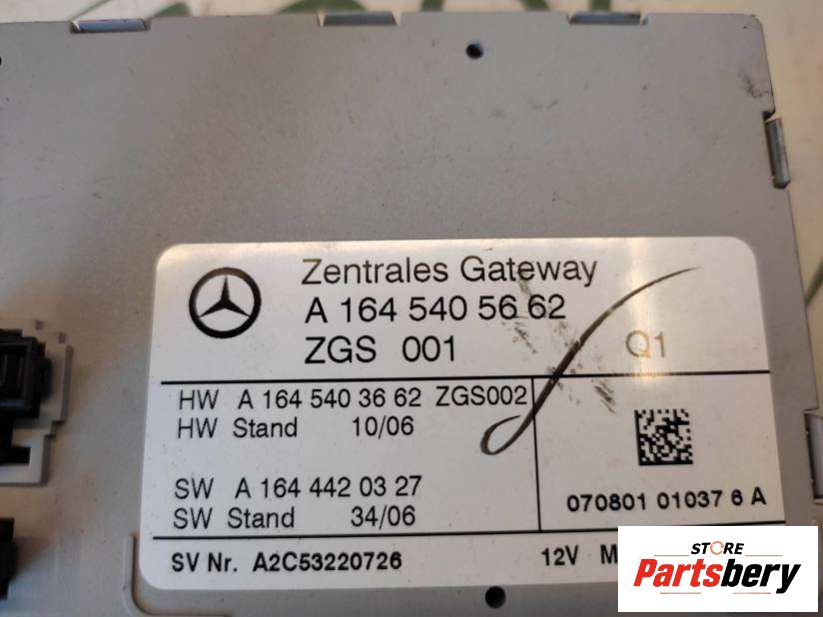 Zentrales Gateway
A 164 540 56 62
ZGS 001 Q1
HW A 164 540 36 62 ZGS002
HW Stand 10/06
SW A 164 442 03 27
SW Stand 34/06
070801 01037 6 A
SV Nr. A2C53220726 12V M
STORE
Partsbery